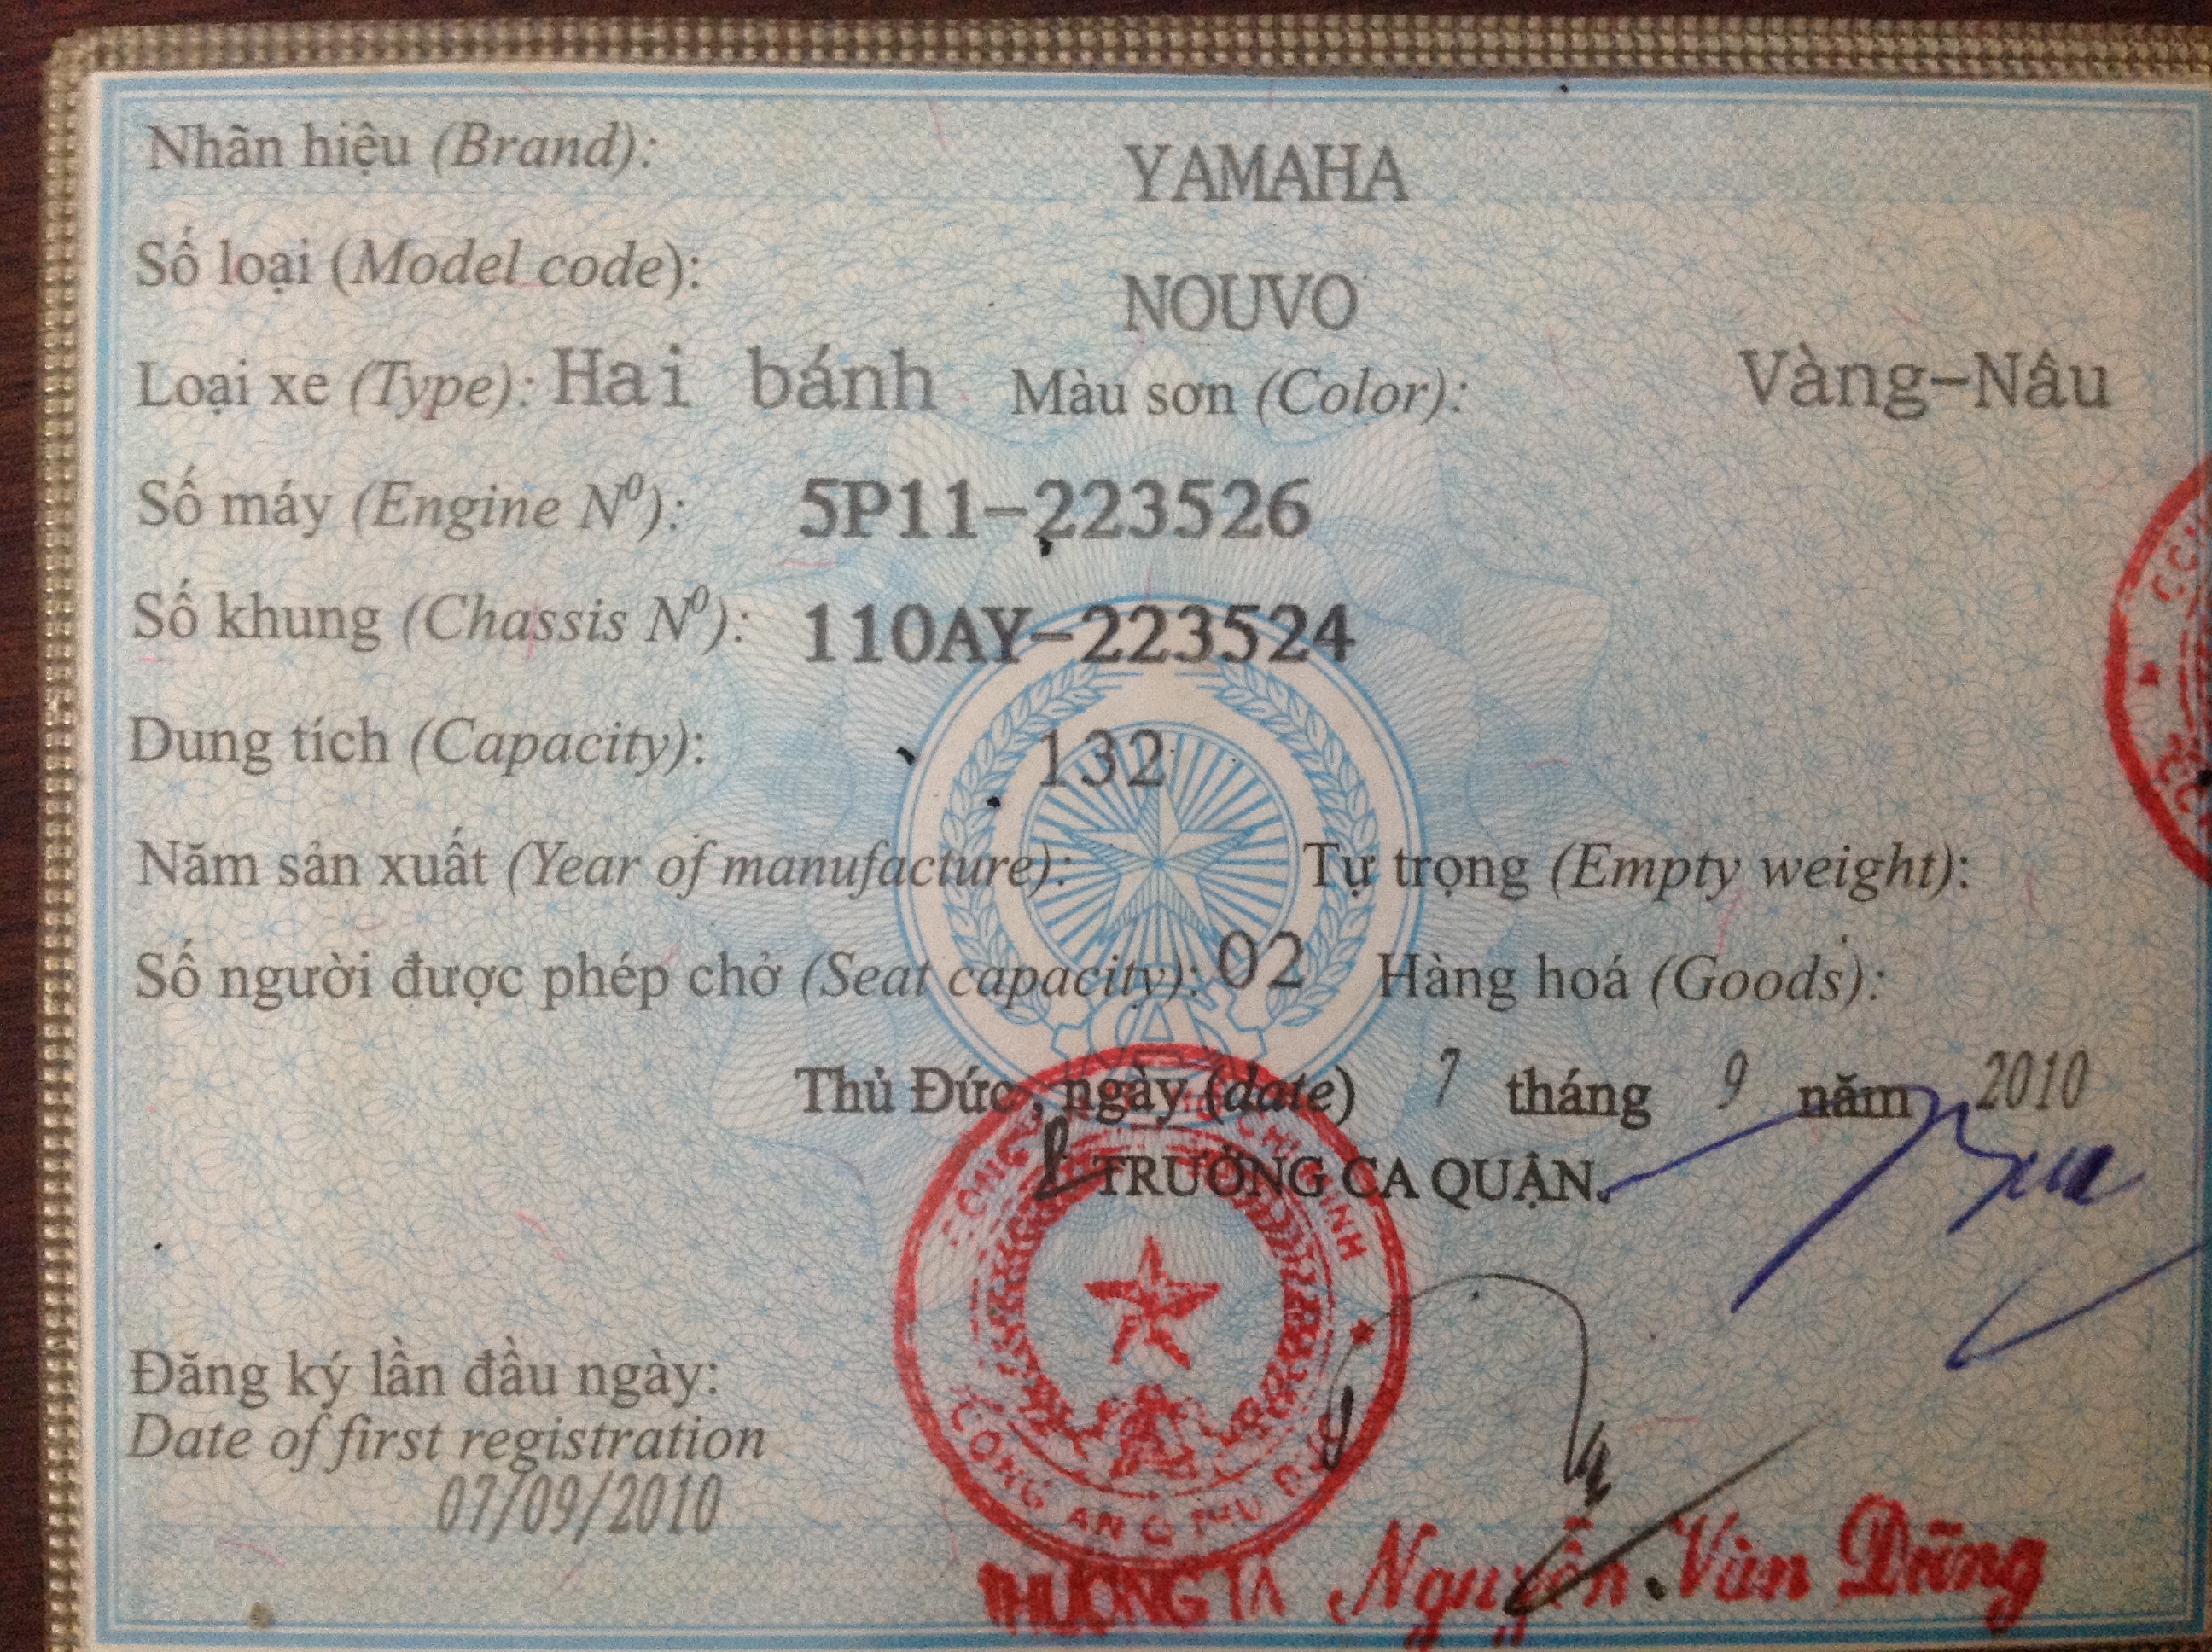 Nhãn hiệu (Brand): YAMAHA
Số loại (Model code): NOUVO
Loại xe (Type): Hai bánh Màu sơn (Color): Vàng-Nâu
Số máy (Engine N⁰): 5P11-223526
Số khung (Chassis N⁰): 110AY-223524
Dung tích (Capacity): 132
Năm sản xuất (Year of manufacture): Tự trọng (Empty weight):
Số người được phép chở (Seat capacity): 02 Hàng hoá (Goods):
Thủ Đức, ngày (date) 7 tháng 9 năm 2010
TRƯỞNG CA QUẬN.
Đăng ký lần đầu ngày:
Date of first registration
07/09/2010
CÔNG AN Q THỦ ĐỨC
THƯỢNG TÁ Nguyễn Văn Dũng